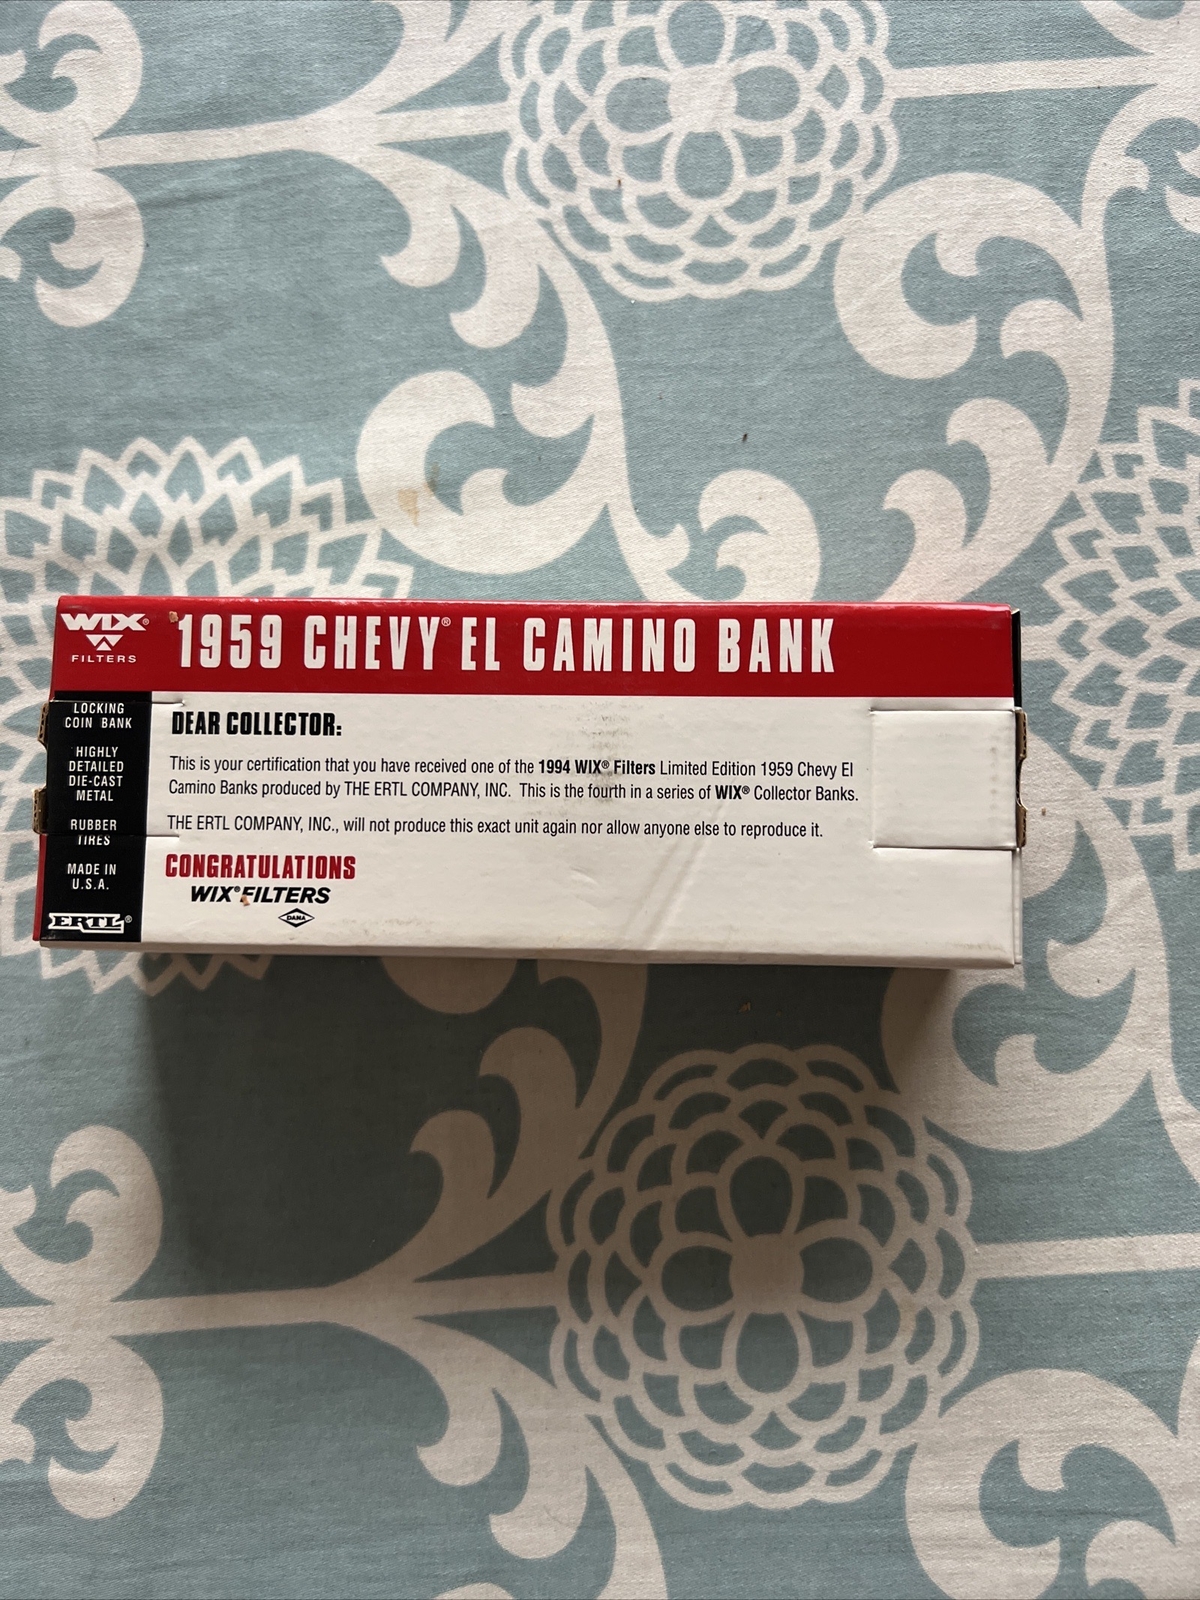 WIX®
FILTERS
1959 CHEVY® EL CAMINO BANK
LOCKING
COIN BANK
HIGHLY
DETAILED
DIE-CAST
METAL
RUBBER
TIRES
MADE IN
U.S.A.
ERTL®
DEAR COLLECTOR:
This is your certification that you have received one of the 1994 WIX® Filters Limited Edition 1959 Chevy El
Camino Banks produced by THE ERTL COMPANY, INC. This is the fourth in a series of WIX® Collector Banks.
THE ERTL COMPANY, INC., will not produce this exact unit again nor allow anyone else to reproduce it.
CONGRATULATIONS
WIX® FILTERS
DANA